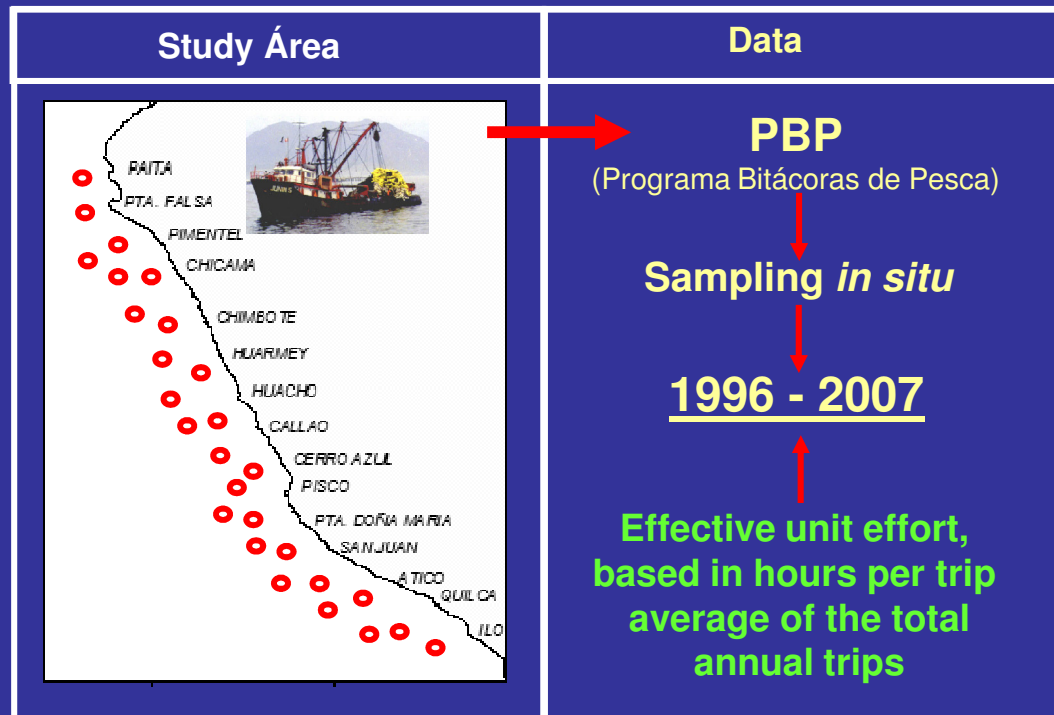 Study Área
Data
PAITA
PTA. FALSA
PIMENTEL
CHICAMA
CHIMBOTE
HUARMEY
HUACHO
CALLAO
CERRO AZUL
PISCO
PTA. DOÑA MARIA
SAN JUAN
ATICO
QUILCA
ILO
JUNIN 5
PBP
(Programa Bitácoras de Pesca)
Sampling in situ
1996 - 2007
Effective unit effort,
based in hours per trip
average of the total
annual trips